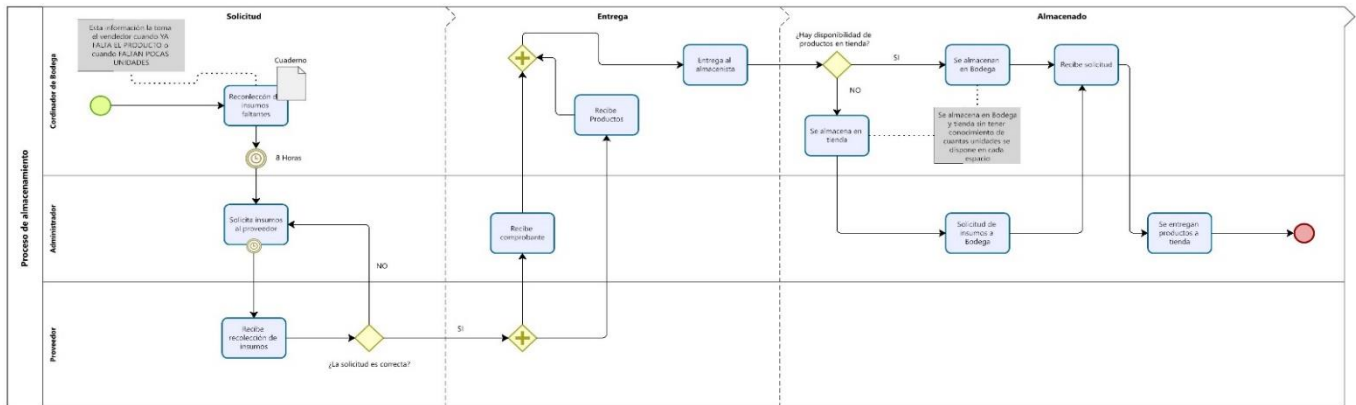 Solicitud
Entrega
Almacenado
Proceso de almacenamiento
Cordinador de Bodega
Esta información la toma
el vendedor cuando YA
FALTA EL PRODUCTO o
cuando FALTAN POCAS
UNIDADES
Cuaderno
Recolección de
insumos
faltantes
8 Horas
Recibe
Productos
Entrega al
almacenista
¿Hay disponibilidad de
productos en tienda?
SI
NO
Se almacenen
en Bodega
Recibe solicitud
Se almacena en
tienda
Se almacena en Bodega
y tienda sin tener
conocimiento de
cuantas unidades se
dispone en cada
espacio
Administrador
Solicita insumos
al proveedor
NO
Recibe
comprobante
Solicitud de
insumos a
Bodega
Se entregan
productos a
tienda
Proveedor
Recibe
recolección de
insumos
¿La solicitud es correcta?
SI